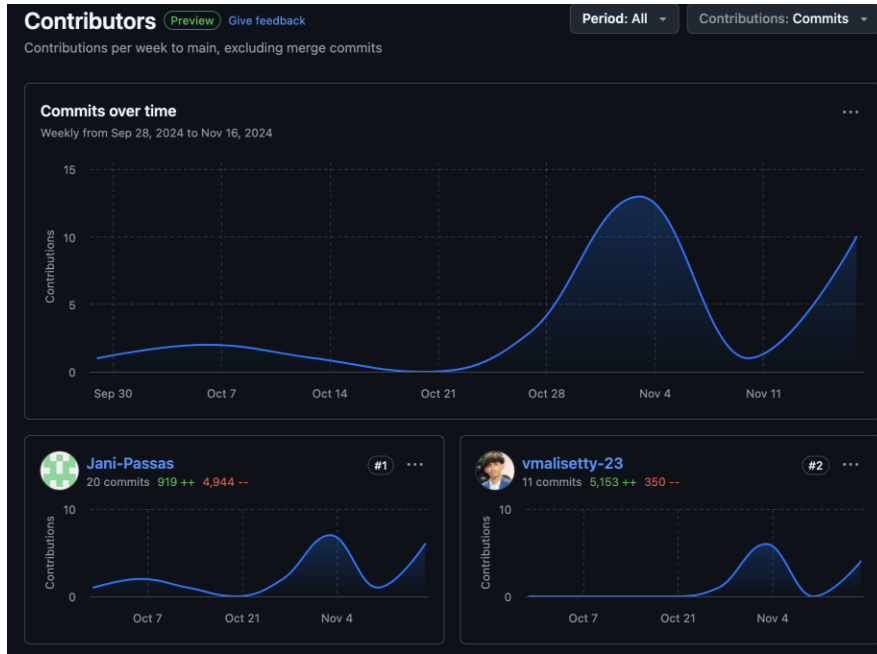 Contributors Preview Give feedback
Period: All
Contributions: Commits
Contributions per week to main, excluding merge commits
Commits over time
Weekly from Sep 28, 2024 to Nov 16, 2024
Contributions
15
10
5
0
Sep 30 Oct 7 Oct 14 Oct 21 Oct 28 Nov 4 Nov 11
Jani-Passas #1
20 commits 919 ++ 4,944 --
Contributions
10
0
Oct 7 Oct 21 Nov 4
vmalisetty-23 #2
11 commits 5,153 ++ 350 --
Contributions
10
0
Oct 7 Oct 21 Nov 4